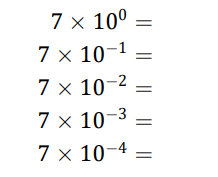 7 × 10⁰ =
7 × 10⁻¹ =
7 × 10⁻² =
7 × 10⁻³ =
7 × 10⁻⁴ =